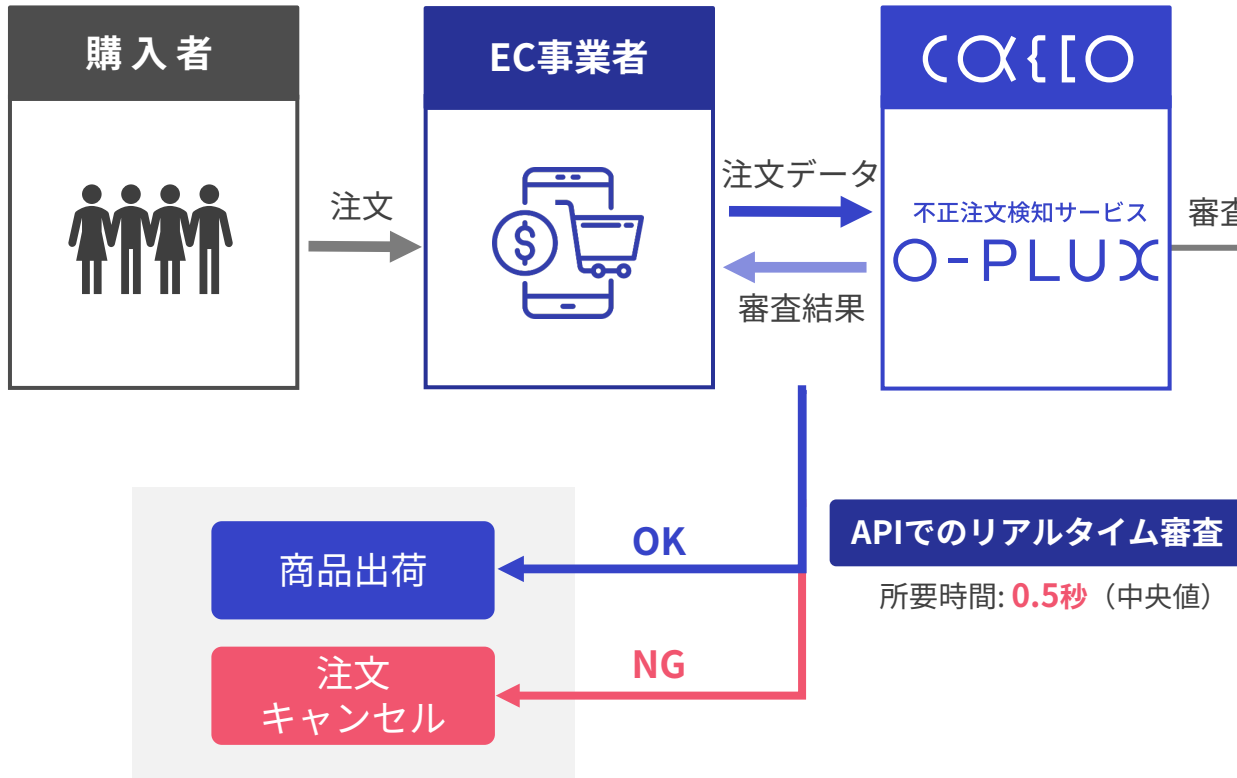 購入者
EC事業者
注文
注文データ
審査結果
不正注文検知サービス
O-PLUX
審査
OK
商品出荷
NG
注文
キャンセル
APIでのリアルタイム審査
所要時間: 0.5秒（中央値）